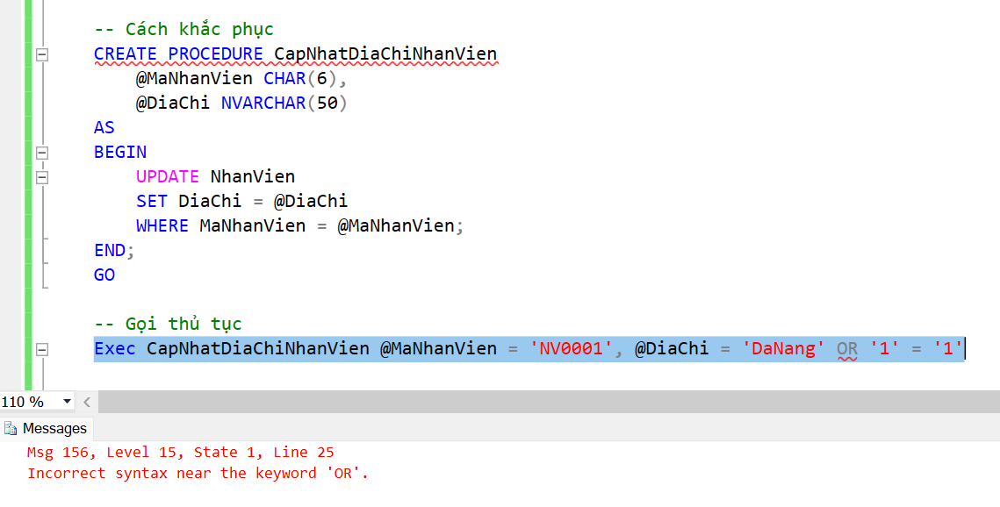 -- Cách khắc phục
CREATE PROCEDURE CapNhatDiaChiNhanVien
@MaNhanVien CHAR(6),
@DiaChi NVARCHAR(50)
AS
BEGIN
UPDATE NhanVien
SET DiaChi = @DiaChi
WHERE MaNhanVien = @MaNhanVien;
END;
GO
-- Gọi thủ tục
Exec CapNhatDiaChiNhanVien @MaNhanVien = 'NV0001', @DiaChi = 'DaNang' OR '1' = '1'
110 %
Messages
Msg 156, Level 15, State 1, Line 25
Incorrect syntax near the keyword 'OR'.